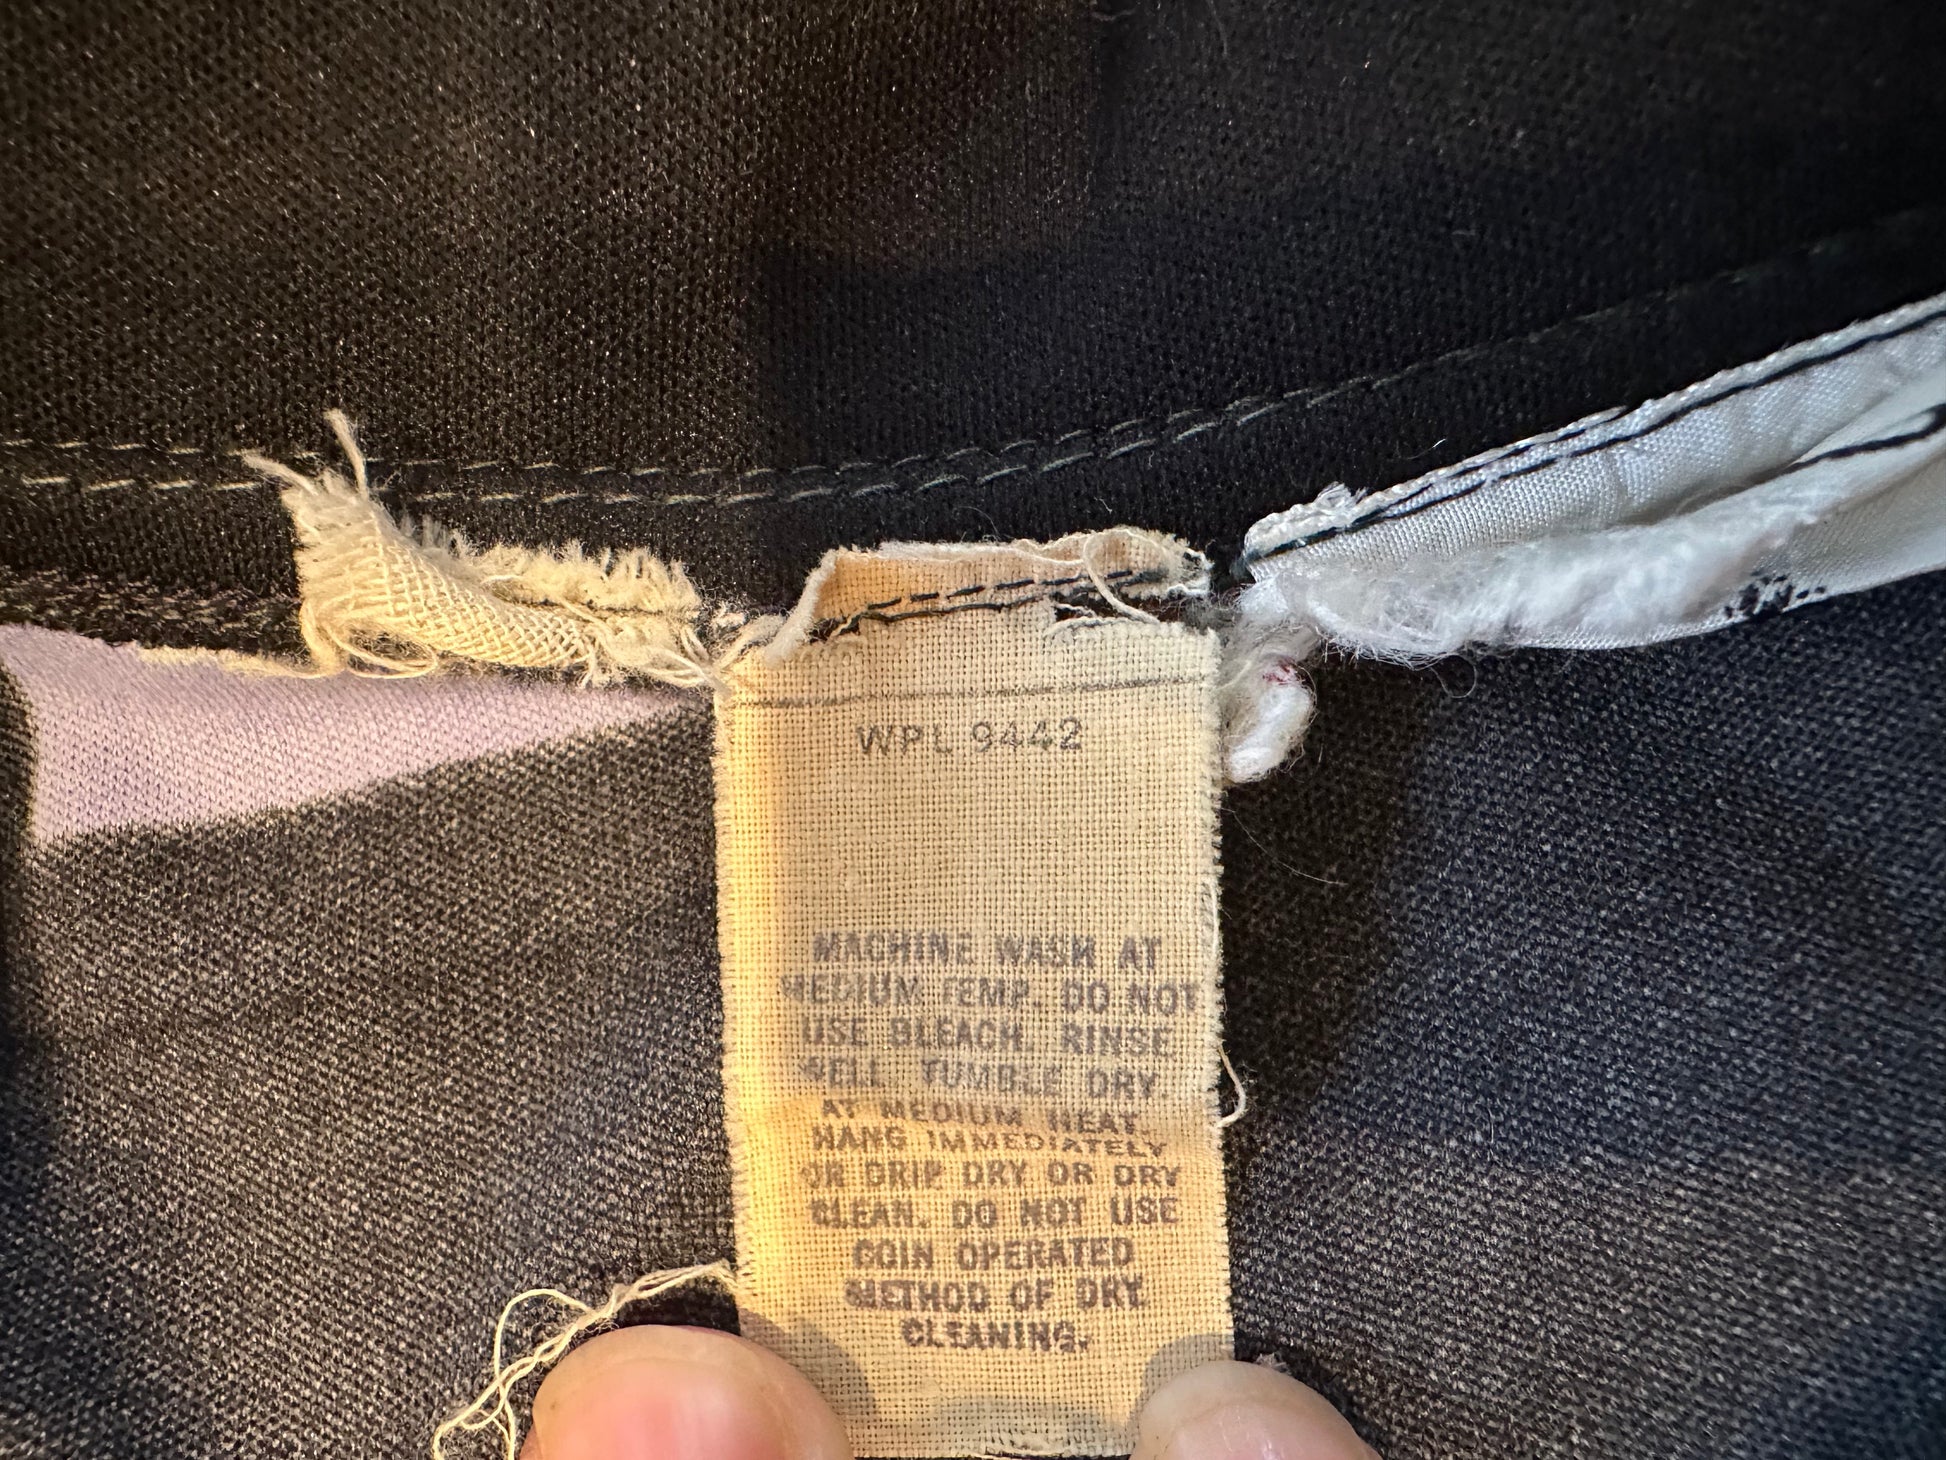 WPL 9442
MACHINE WASH AT
MEDIUM TEMP. DO NOT
USE BLEACH. RINSE
WELL TUMBLE DRY.
AT MEDIUM HEAT.
HANG IMMEDIATELY
OR DRIP DRY OR DRY
CLEAN. DO NOT USE
COIN OPERATED
METHOD OF DRY
CLEANING.